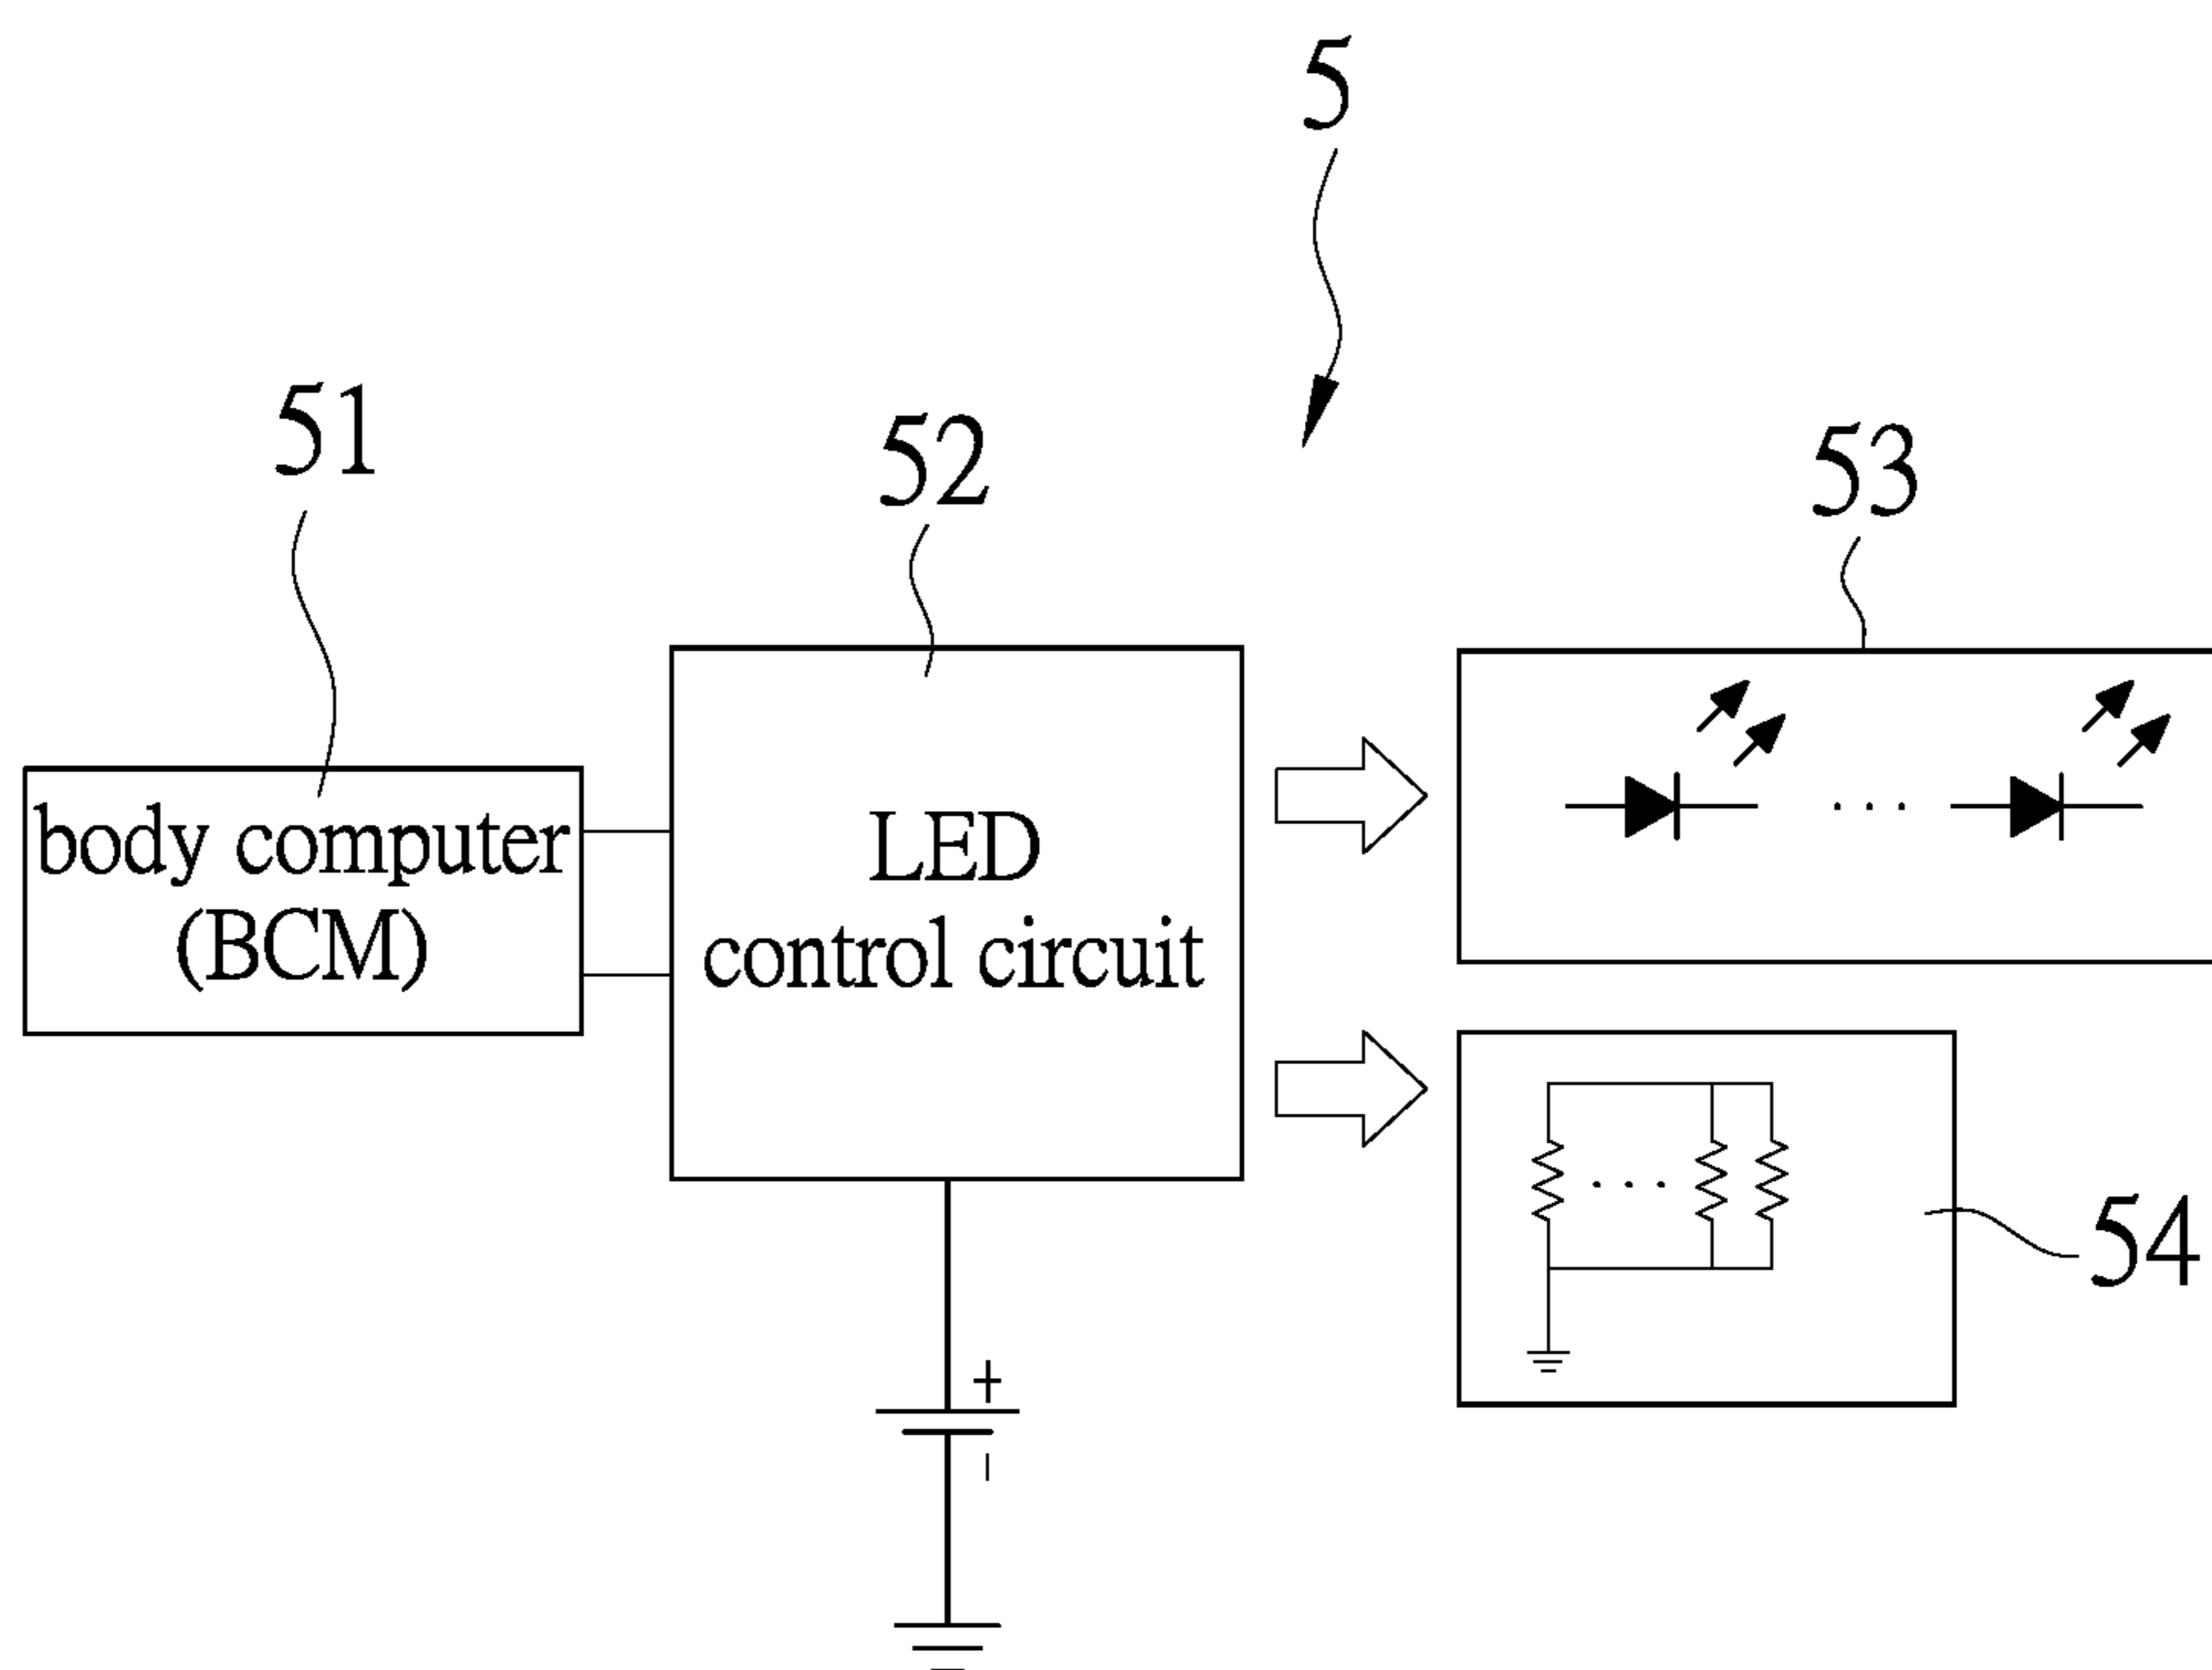 5
51
52
53
body computer
(BCM)
LED
control circuit
54
+
-